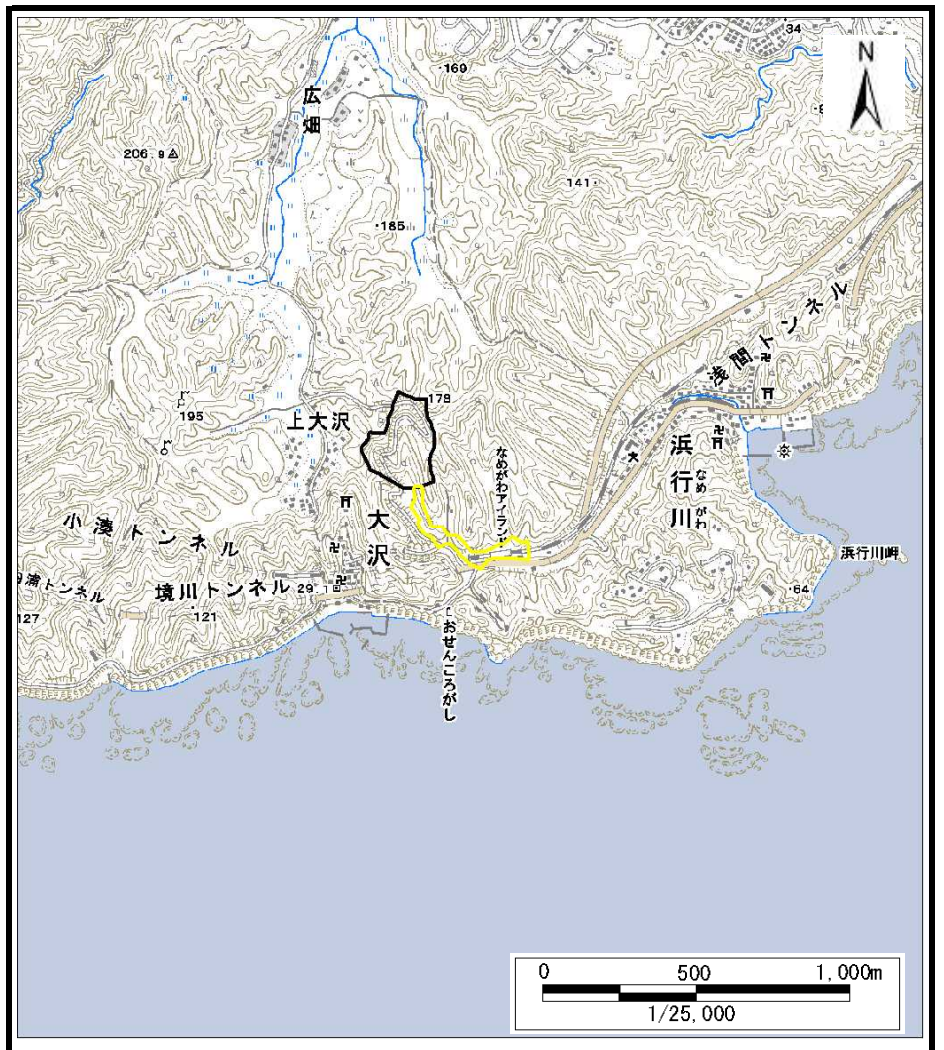 34
169
N
広畑
206.9
141
185
浅間トンネル
178
195
上大沢
なめがわアイランド
浜行川
なめがわ
小湊トンネル
大沢
浜行川岬
境川トンネル
29.1
64
127
121
おせんころがし
0 500 1,000m
1/25,000